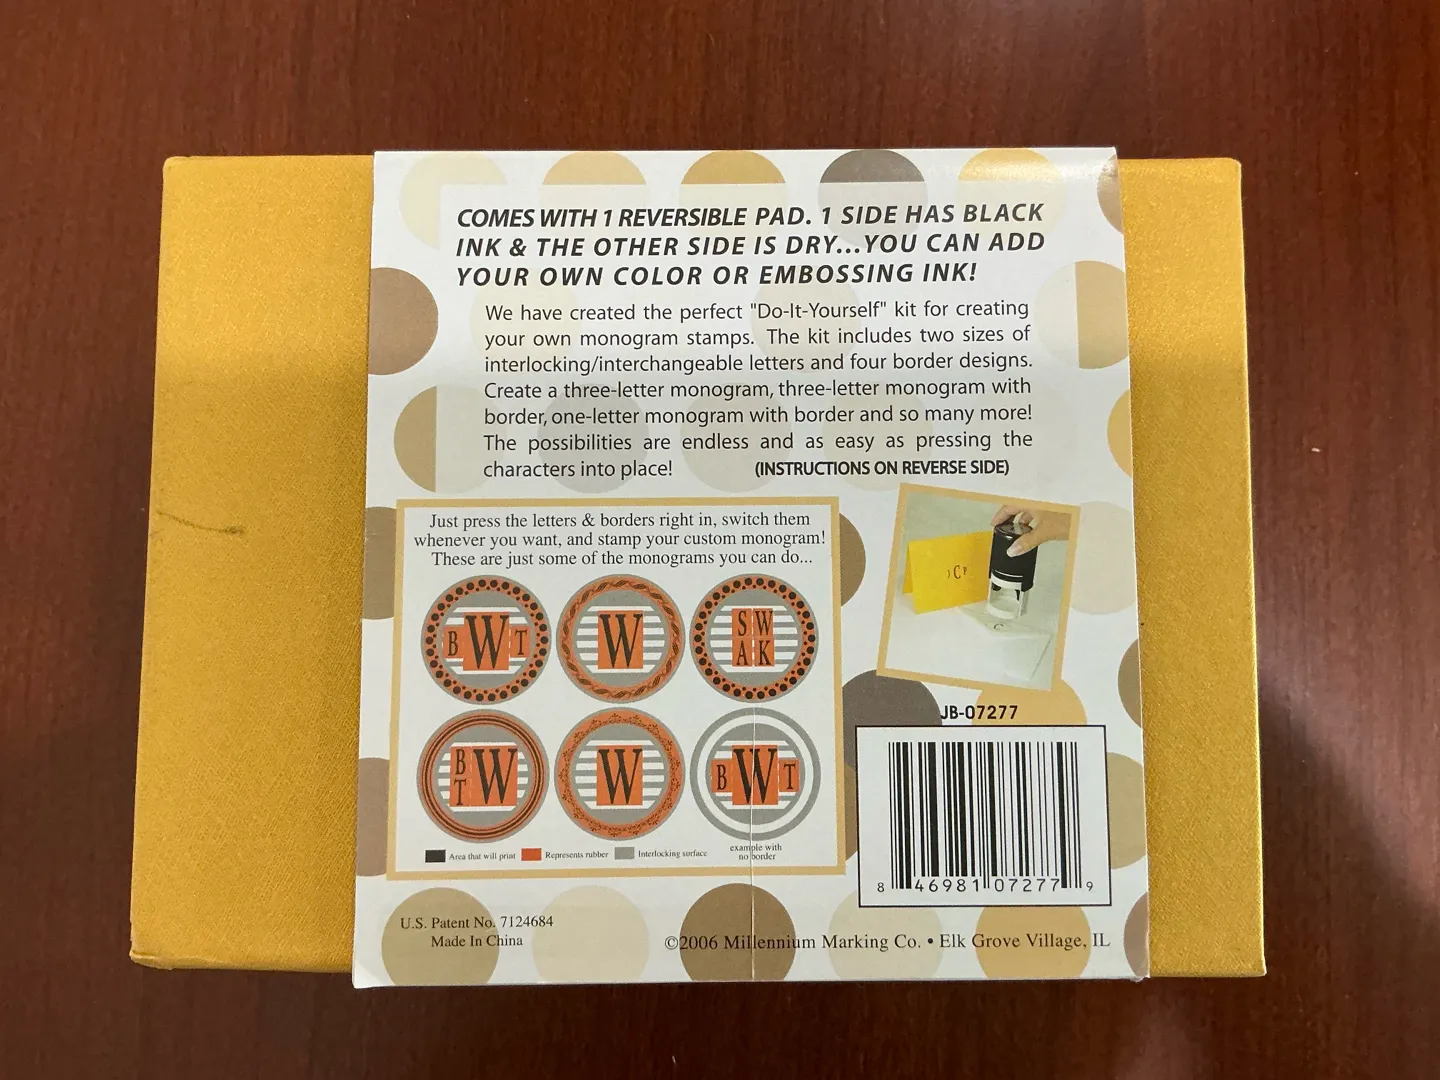 COMES WITH 1 REVERSIBLE PAD. 1 SIDE HAS BLACK
INK & THE OTHER SIDE IS DRY...YOU CAN ADD
YOUR OWN COLOR OR EMBOSSING INK!
We have created the perfect "Do-It-Yourself" kit for creating
your own monogram stamps. The kit includes two sizes of
interlocking/interchangeable letters and four border designs.
Create a three-letter monogram, three-letter monogram with
border, one-letter monogram with border and so many more!
The possibilities are endless and as easy as pressing the
characters into place! (INSTRUCTIONS ON REVERSE SIDE)
Just press the letters & borders right in, switch them
whenever you want, and stamp your custom monogram!
These are just some of the monograms you can do...
B W T
W
S W
A K
B
T W
W
B W T
Area that will print
Represents rubber
Interlocking surface
example with
no border
C P
JB-07277
8 46981 07277 9
U.S. Patent No. 7124684
Made In China
©2006 Millennium Marking Co. • Elk Grove Village, IL